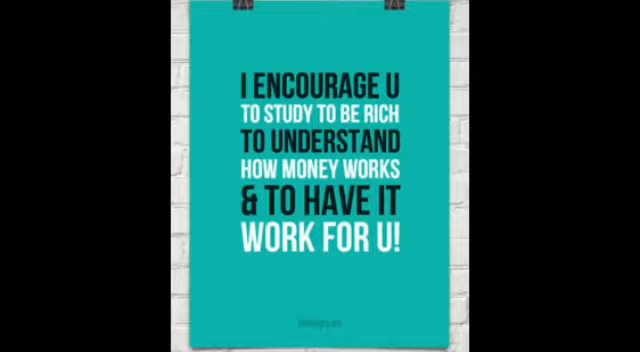 I ENCOURAGE U
TO STUDY TO BE RICH
TO UNDERSTAND
HOW MONEY WORKS
& TO HAVE IT
WORK FOR U!